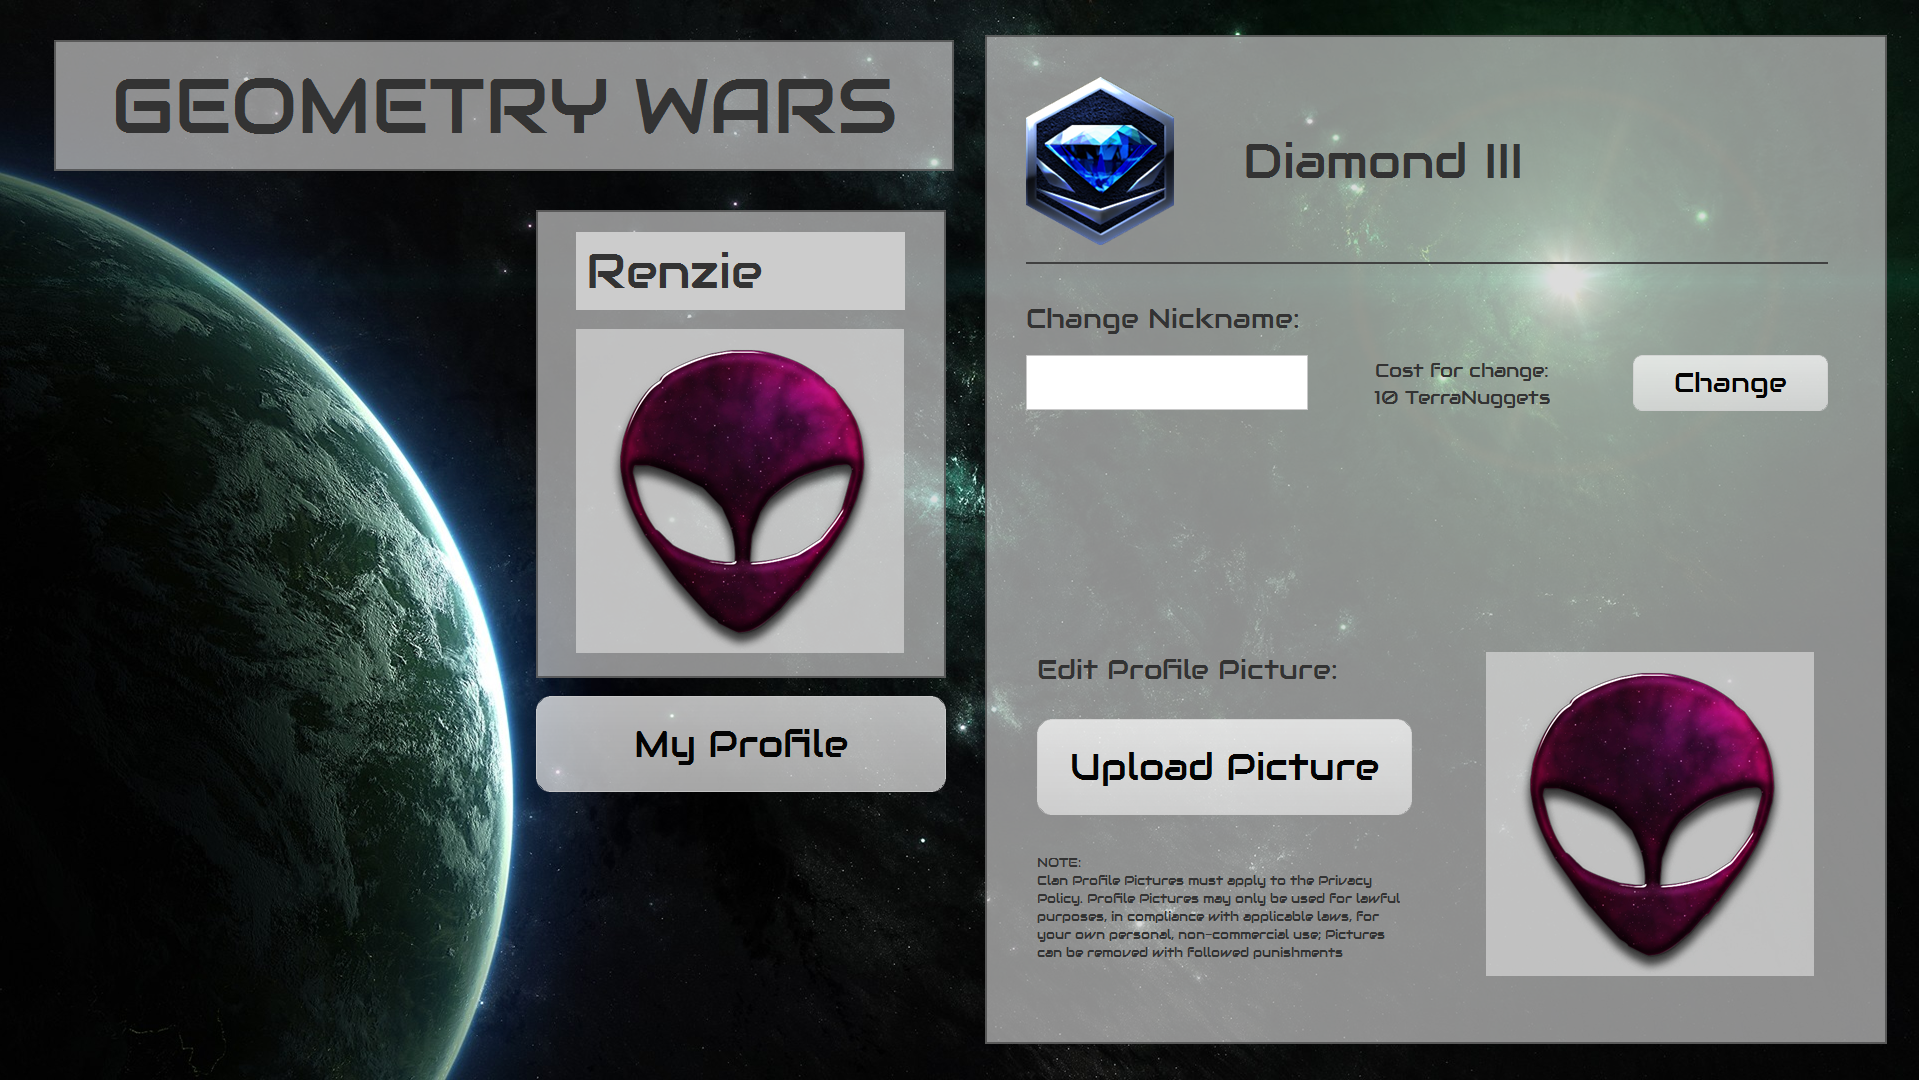 GEOMETRY WARS
Renzie
My Profile
Diamond III
Change Nickname:
Cost for change:
10 TerraNuggets
Change
Edit Profile Picture:
Upload Picture
NOTE:
Clan Profile Pictures must apply to the Privacy
Policy. Profile Pictures may only be used for lawful
purposes, in compliance with applicable laws, for
your own personal, non-commercial use; Pictures
can be removed with followed punishments